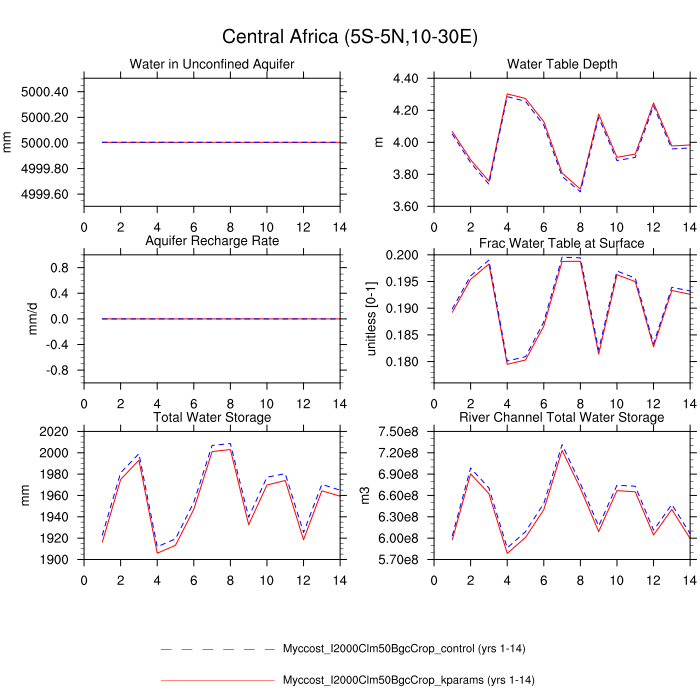 Central Africa (5S-5N,10-30E)
Water in Unconfined Aquifer
mm
5000.40
5000.20
5000.00
4999.80
4999.60
0 2 4 6 8 10 12 14
Water Table Depth
m
4.40
4.20
4.00
3.80
3.60
0 2 4 6 8 10 12 14
Aquifer Recharge Rate
mm/d
0.8
0.4
0.0
-0.4
-0.8
0 2 4 6 8 10 12 14
Frac Water Table at Surface
unitless [0-1]
0.200
0.195
0.190
0.185
0.180
0 2 4 6 8 10 12 14
Total Water Storage
mm
2020
2000
1980
1960
1940
1920
1900
0 2 4 6 8 10 12 14
River Channel Total Water Storage
m3
7.50e8
7.20e8
6.90e8
6.60e8
6.30e8
6.00e8
5.70e8
0 2 4 6 8 10 12 14
Myccost_I2000Clm50BgcCrop_control (yrs 1-14)
Myccost_I2000Clm50BgcCrop_kparams (yrs 1-14)